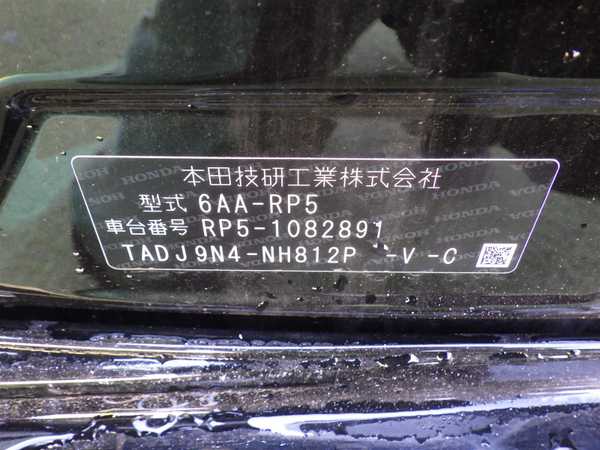 本田技研工業株式会社
型式 6AA-RP5
車台番号 RP5-1082891
TADJ9N4-NH812P -V-C